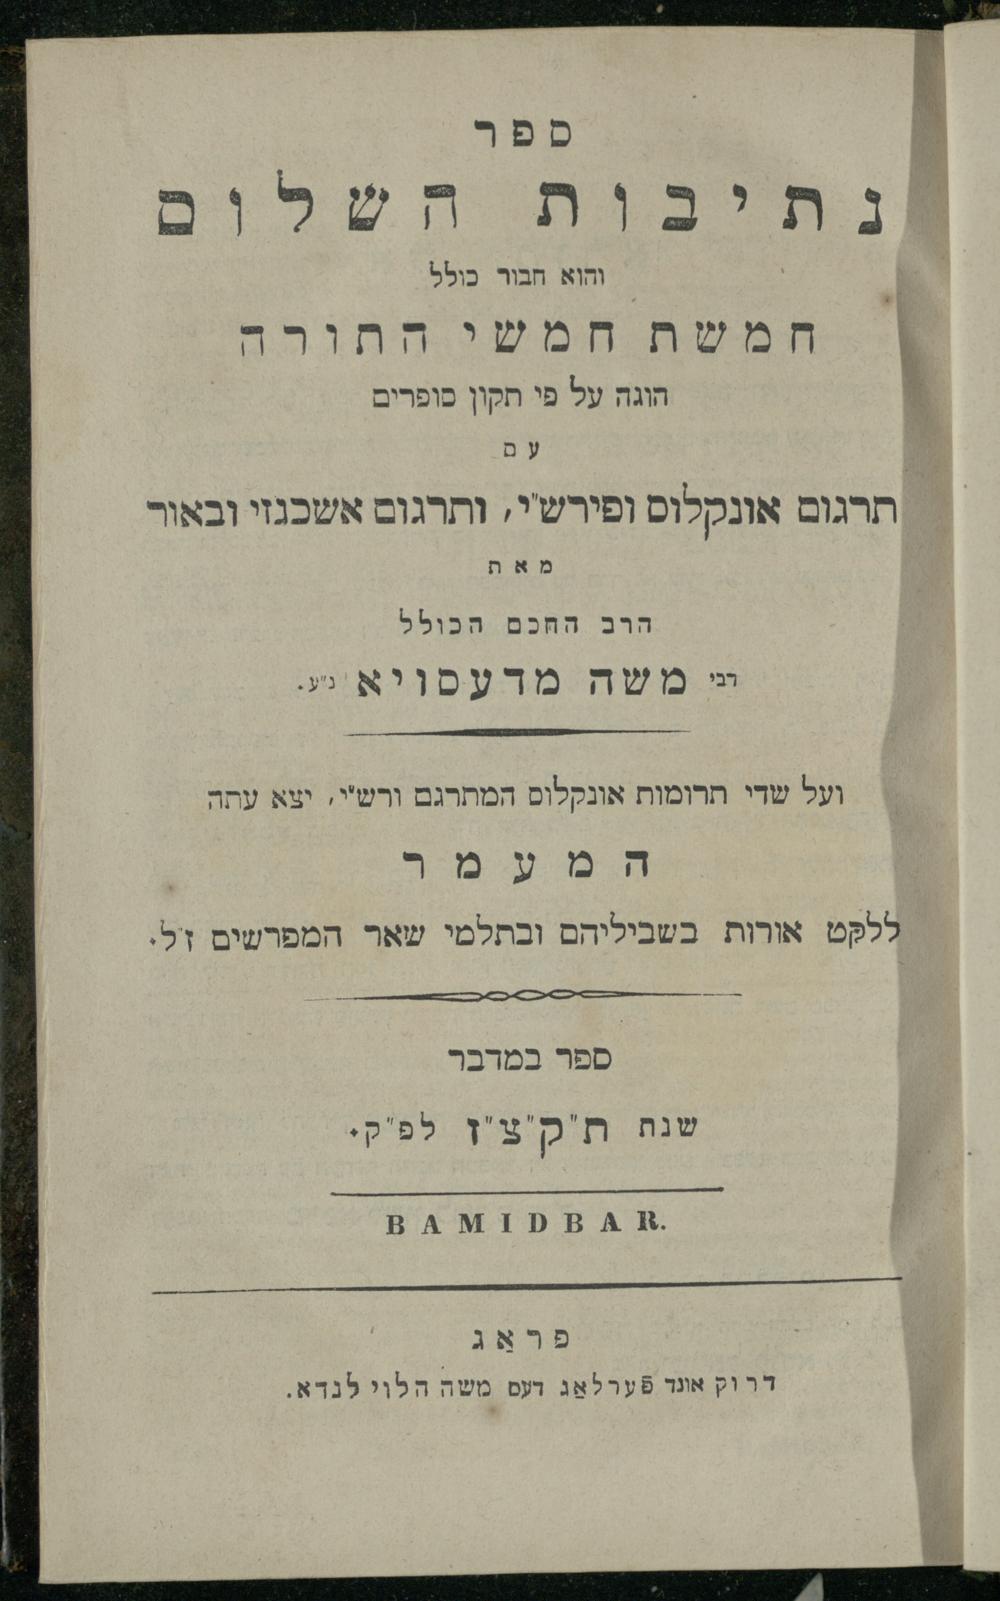 ספר
נתיבות השלום
והוא חבור כולל
חמשת חמשי התורה
הוגה על פי תקון סופרים
עם
תרגום אונקלוס ופירש"י, ותרגום אשכנזי ובאור
מאת
הרב החכם הכולל
רבי משה מדעסויא נ"ע.
ועל שדי תרומות אונקלוס המתרגם ורש"י, יצא עתה
המעמר
ללקט אורות בשביליהם ובתלמי שאר המפרשים ז"ל.
ספר במדבר
שנת ת"ק"צ"ז לפ"ק.
BAMIDBAR.
פראַג
דרוק אונד פֿערלאַג דעס משה הלוי לנדא.